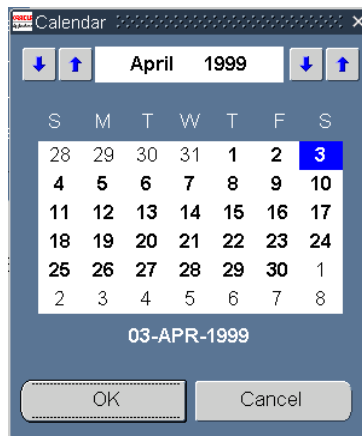 ORACLE Calendar
April 1999
S M T W T F S
28 29 30 31 1 2 3
4 5 6 7 8 9 10
11 12 13 14 15 16 17
18 19 20 21 22 23 24
25 26 27 28 29 30 1
2 3 4 5 6 7 8
03-APR-1999
OK Cancel